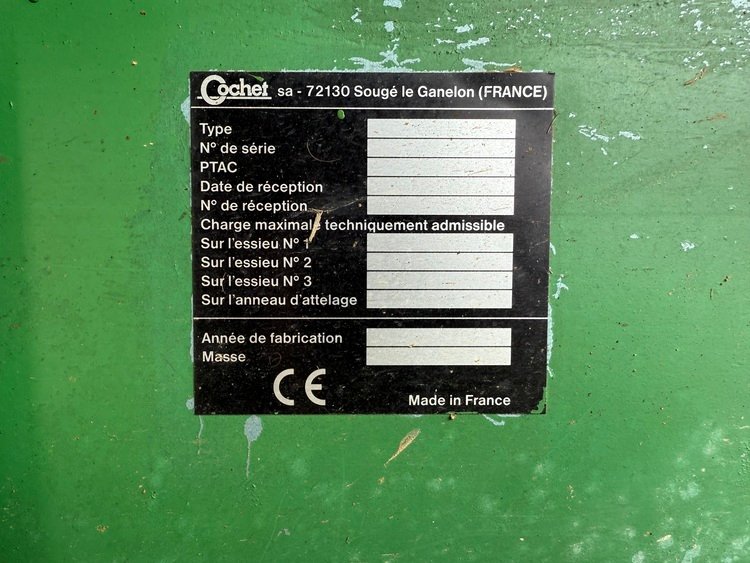 Cochet sa - 72130 Sougé le Ganelon (FRANCE)
Type
N° de série
PTAC
Date de réception
N° de réception
Charge maximale techniquement admissible
Sur l'essieu N° 1
Sur l'essieu N° 2
Sur l'essieu N° 3
Sur l'anneau d'attelage
Année de fabrication
Masse
CE
Made in France